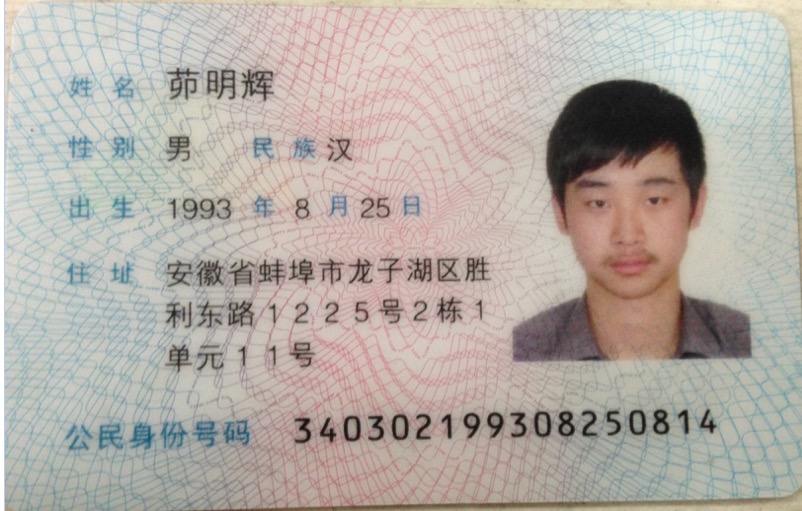 姓名 茆明辉
性别 男 民族 汉
出生 1993 年 8 月 25 日
住址 安徽省蚌埠市龙子湖区胜
利东路１２２５号2栋１
单元１１号
公民身份号码 340302199308250814